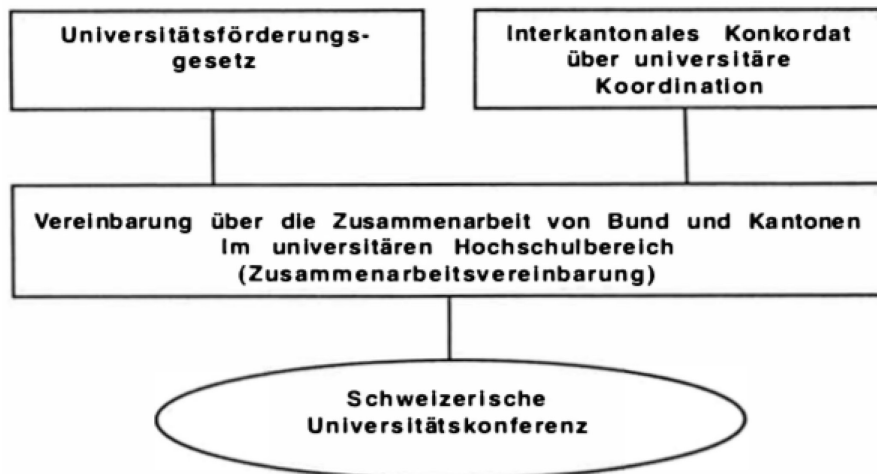 Universitätsförderungs-
gesetz
Interkantonales Konkordat
über universitäre
Koordination
Vereinbarung über die Zusammenarbeit von Bund und Kantonen
im universitären Hochschulbereich
(Zusammenarbeitsvereinbarung)
Schweizerische
Universitätskonferenz